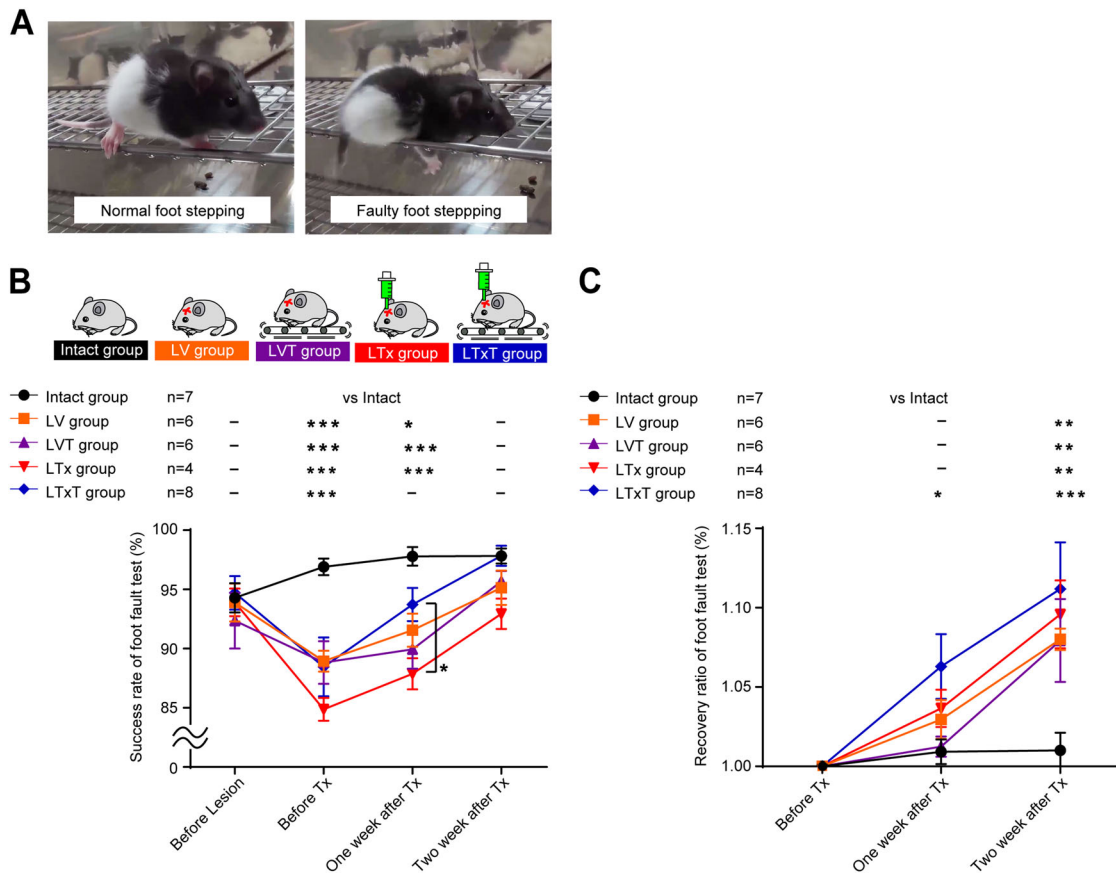 A
Normal foot stepping
Faulty foot steppping
B
Intact group
LV group
LVT group
LTx group
LTxT group
Intact group n=7 vs Intact
LV group n=6 – *** * –
LVT group n=6 – *** *** –
LTx group n=4 – *** *** –
LTxT group n=8 – *** – –
Success rate of foot fault test (%)
100
95
90
85
0
*
Before Lesion
Before Tx
One week after Tx
Two week after Tx
C
Intact group n=7 vs Intact
LV group n=6 – **
LVT group n=6 – **
LTx group n=4 – **
LTxT group n=8 * ***
Recovery ratio of foot fault test (%)
1.15
1.10
1.05
1.00
Before Tx
One week after Tx
Two week after Tx